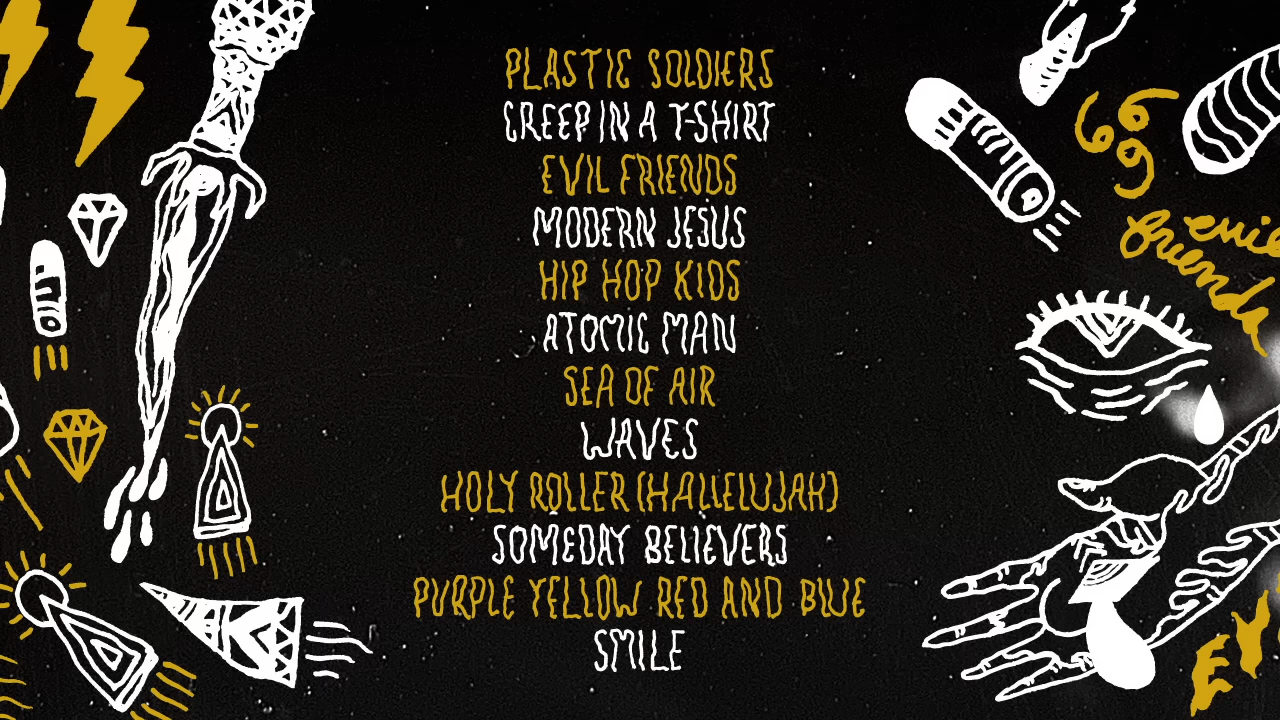 PLASTIC SOLDIERS
CREEP IN A T-SHIRT
EVIL FRIENDS
MODERN JESUS
HIP HOP KIDS
ATOMIC MAN
SEA OF AIR
WAVES
HOLY ROLLER (HALLELUJAH)
SOMEDAY BELIEVERS
PURPLE YELLOW RED AND BLUE
SMILE
666
evil
friends